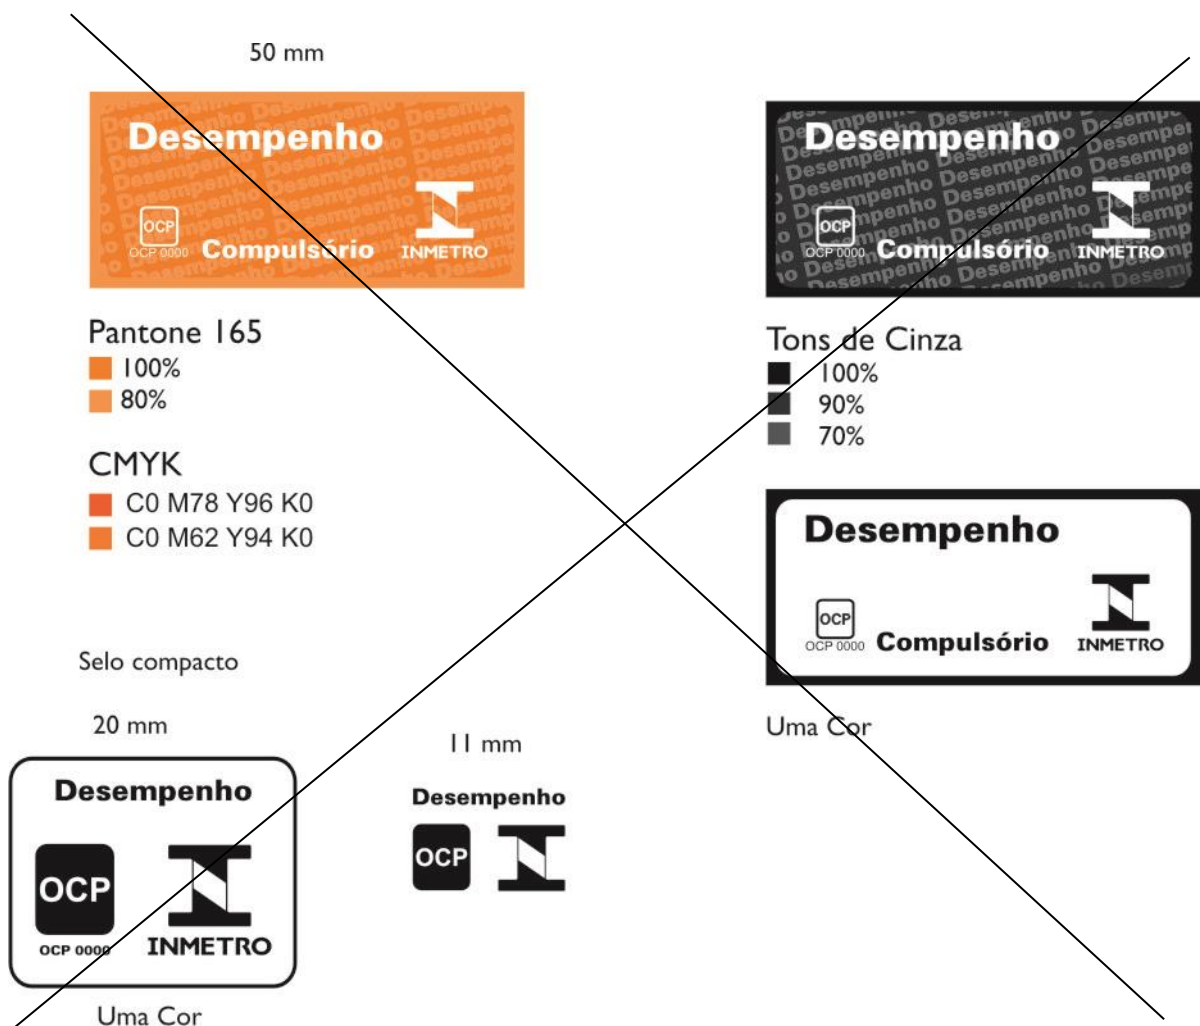 50 mm
Desempenho
OCP
OCP 0000
Compulsório
INMETRO
Pantone 165
100%
80%
CMYK
C0 M78 Y96 K0
C0 M62 Y94 K0
Desempenho
OCP
OCP 0000
Compulsório
INMETRO
Tons de Cinza
100%
90%
70%
Desempenho
OCP
OCP 0000
Compulsório
INMETRO
Uma Cor
Selo compacto
20 mm
Desempenho
OCP
OCP 0000
INMETRO
Uma Cor
11 mm
Desempenho
OCP